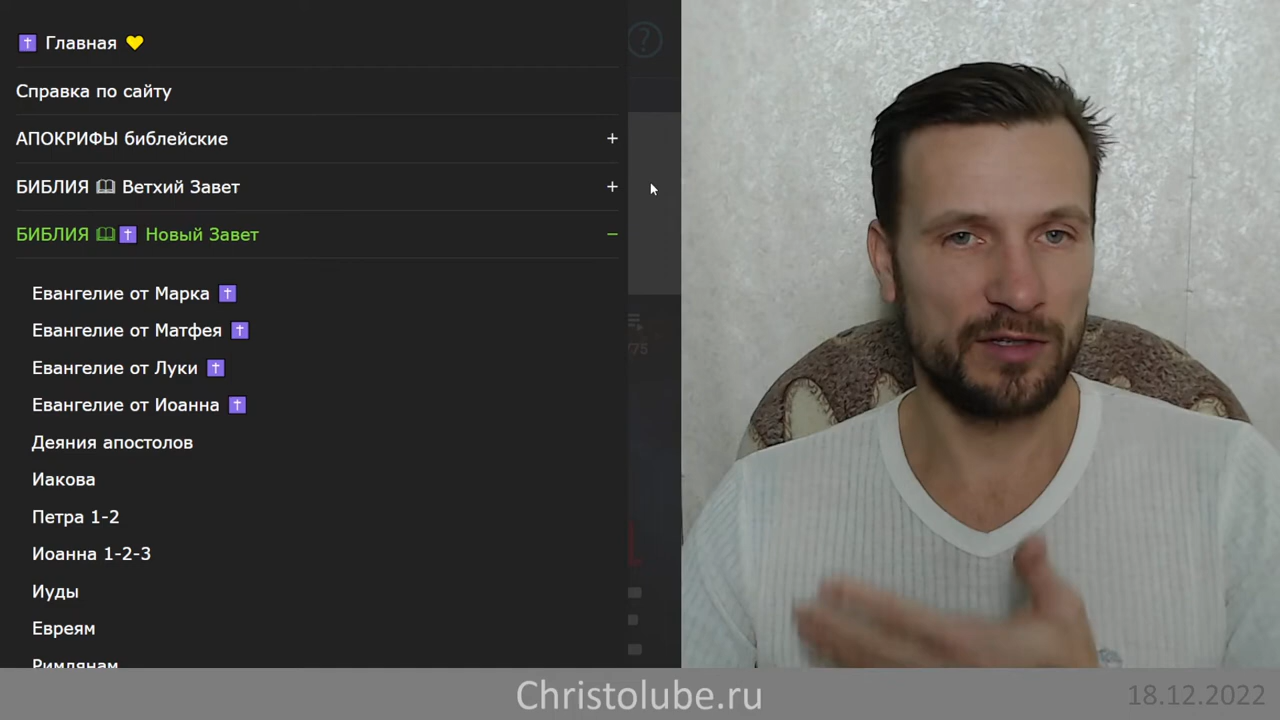 Главная
Справка по сайту
АПОКРИФЫ библейские +
БИБЛИЯ Ветхий Завет +
БИБЛИЯ Новый Завет −
Евангелие от Марка
Евангелие от Матфея
Евангелие от Луки
Евангелие от Иоанна
Деяния апостолов
Иакова
Петра 1-2
Иоанна 1-2-3
Иуды
Евреям
Римлянам
?
/75
Christolube.ru
18.12.2022